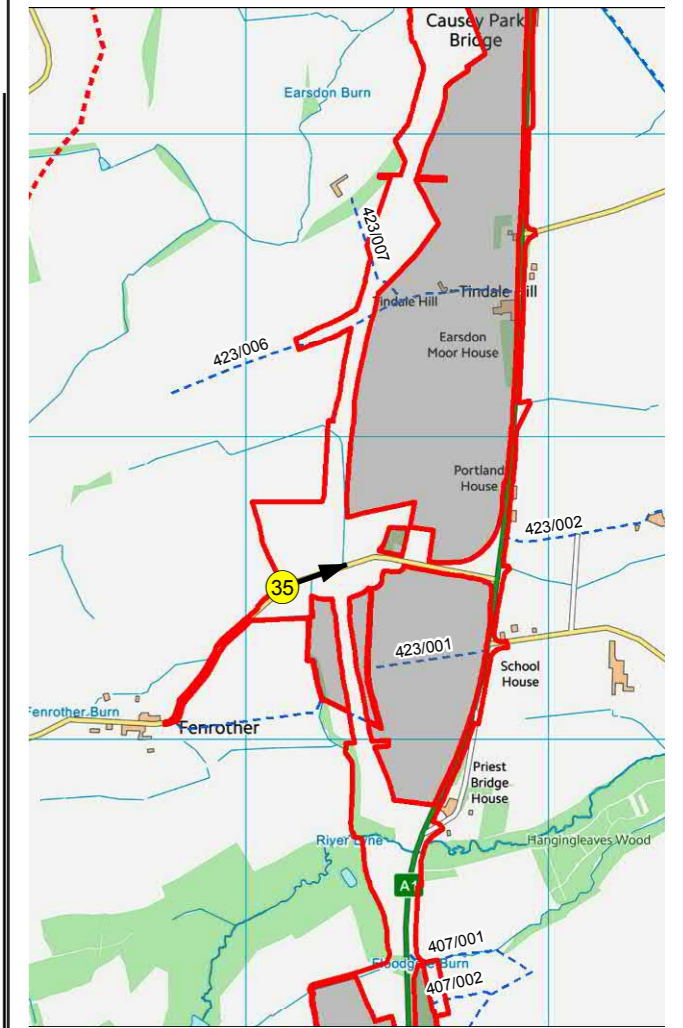 Causey Park
Bridge
Earsdon Burn
423/007
Tindale Hill
Tindale Hill
423/006
Earsdon
Moor House
Portland
House
423/002
35
423/001
School
House
Fenrother Burn
Fenrother
Priest
Bridge
House
River Lyne
Hangingleaves Wood
A1
407/001
Floodgate Burn
407/002